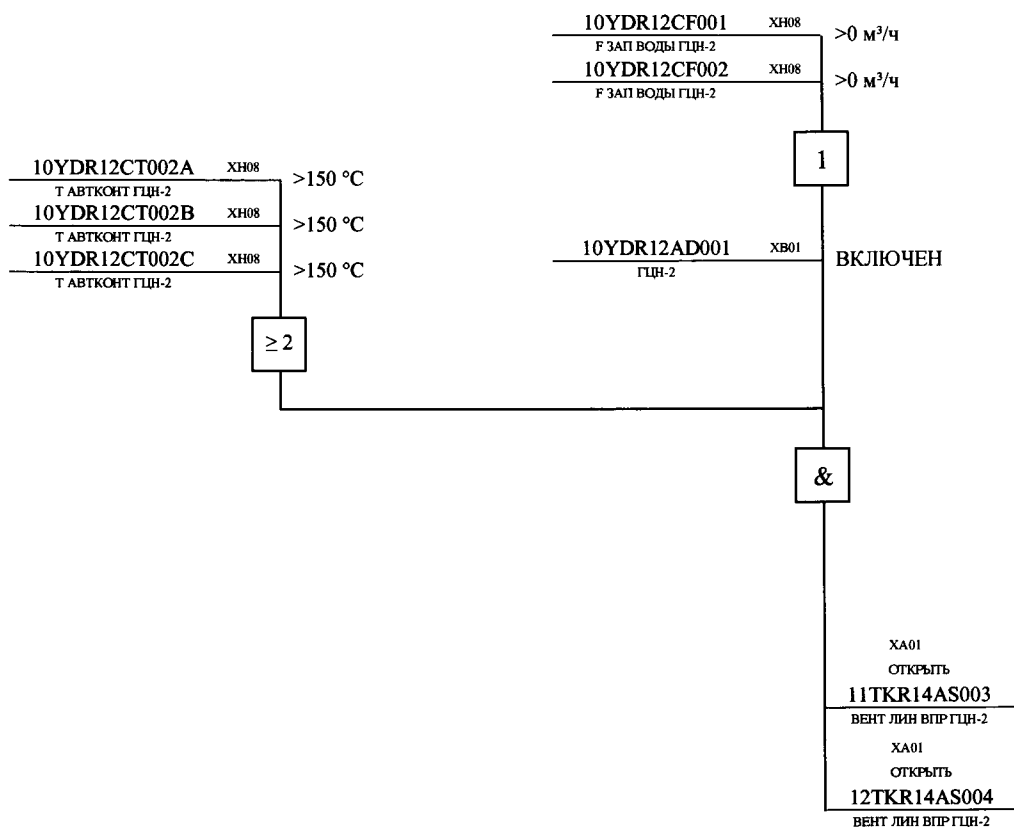 10YDR12CF001 XH08 >0 м³/ч
F ЗАП ВОДЫ ГЦН-2
10YDR12CF002 XH08 >0 м³/ч
F ЗАП ВОДЫ ГЦН-2
1
10YDR12CT002A XH08 >150 °C
Т АВТКОНТ ГЦН-2
10YDR12CT002B XH08 >150 °C
Т АВТКОНТ ГЦН-2
10YDR12CT002C XH08 >150 °C
Т АВТКОНТ ГЦН-2
10YDR12AD001 XB01 ВКЛЮЧЕН
ГЦН-2
≥ 2
&
XA01
ОТКРЫТЬ
11TKR14AS003
ВЕНТ ЛИН ВПР ГЦН-2
XA01
ОТКРЫТЬ
12TKR14AS004
ВЕНТ ЛИН ВПР ГЦН-2